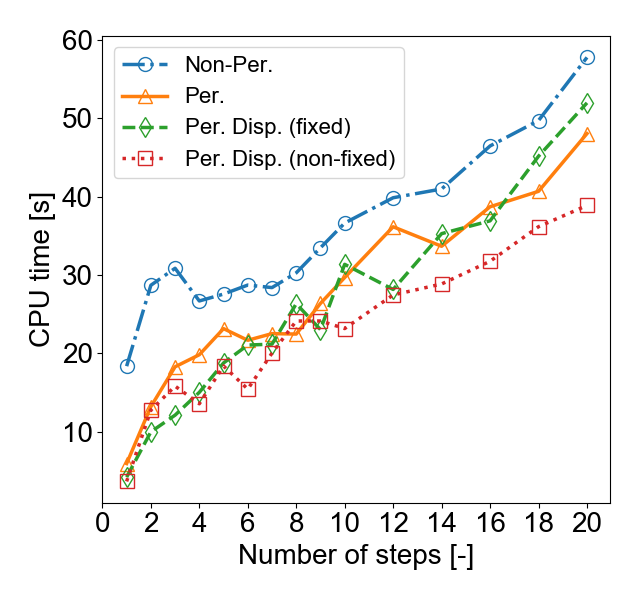 60
50
40
30
20
10
CPU time [s]
Non-Per.
Per.
Per. Disp. (fixed)
Per. Disp. (non-fixed)
0 2 4 6 8 10 12 14 16 18 20
Number of steps [-]